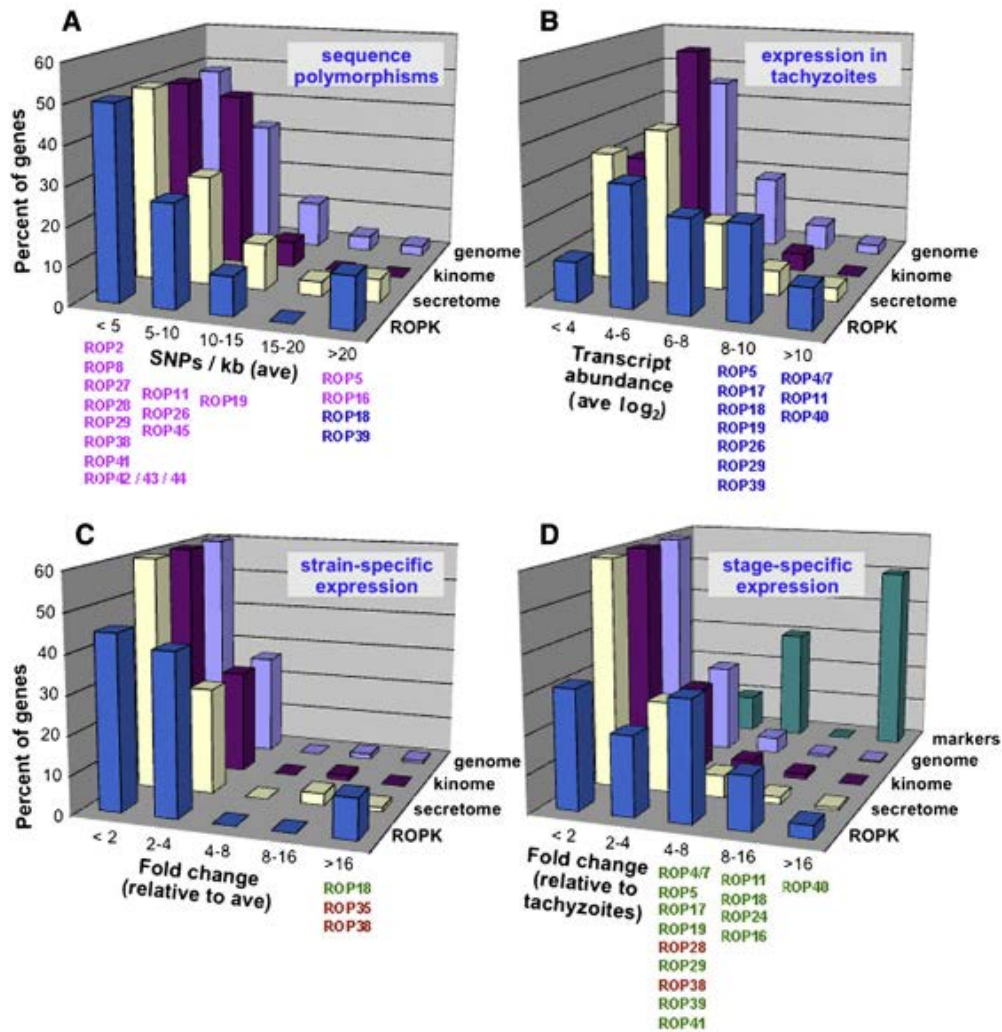 A
sequence
polymorphisms
Percent of genes
60
50
40
30
20
10
0
< 5
5-10
10-15
15-20
>20
SNPs / kb (ave)
genome
kinome
secretome
ROPK
ROP2
ROP8
ROP27
ROP28
ROP29
ROP38
ROP41
ROP42 / 43 / 44
ROP11
ROP26
ROP45
ROP19
ROP5
ROP16
ROP18
ROP39
B
expression in
tachyzoites
< 4
4-6
6-8
8-10
>10
Transcript
abundance
(ave log2)
genome
kinome
secretome
ROPK
ROP5
ROP17
ROP18
ROP19
ROP26
ROP29
ROP39
ROP4/7
ROP11
ROP40
C
strain-specific
expression
Percent of genes
60
50
40
30
20
10
0
< 2
2-4
4-8
8-16
>16
Fold change
(relative to ave)
genome
kinome
secretome
ROPK
ROP18
ROP35
ROP38
D
stage-specific
expression
< 2
2-4
4-8
8-16
>16
Fold change
(relative to
tachyzoites)
markers
genome
kinome
secretome
ROPK
ROP4/7
ROP5
ROP17
ROP19
ROP28
ROP29
ROP38
ROP39
ROP41
ROP11
ROP18
ROP24
ROP16
ROP40